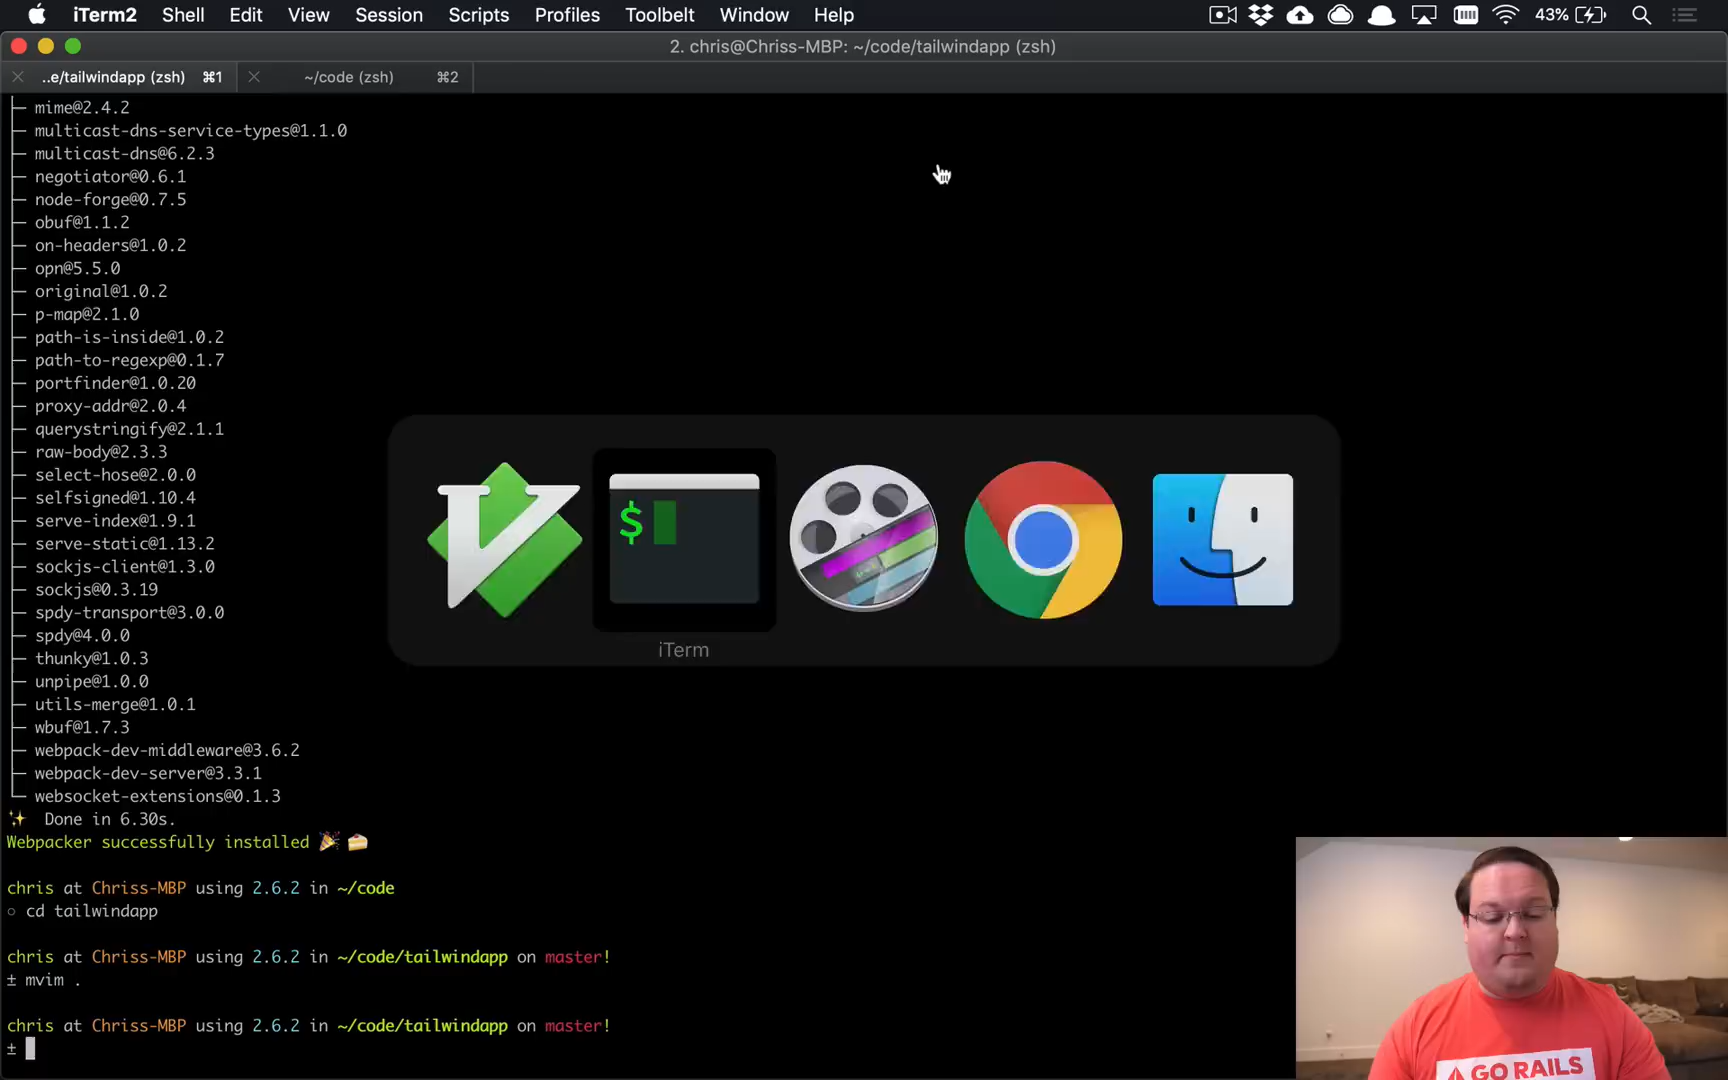 iTerm2 Shell Edit View Session Scripts Profiles Toolbelt Window Help 43%
2. chris@Chriss-MBP: ~/code/tailwindapp (zsh)
..e/tailwindapp (zsh) ⌘1 ~/code (zsh) ⌘2
├─ mime@2.4.2
├─ multicast-dns-service-types@1.1.0
├─ multicast-dns@6.2.3
├─ negotiator@0.6.1
├─ node-forge@0.7.5
├─ obuf@1.1.2
├─ on-headers@1.0.2
├─ opn@5.5.0
├─ original@1.0.2
├─ p-map@2.1.0
├─ path-is-inside@1.0.2
├─ path-to-regexp@0.1.7
├─ portfinder@1.0.20
├─ proxy-addr@2.0.4
├─ querystringify@2.1.1
├─ raw-body@2.3.3
├─ select-hose@2.0.0
├─ selfsigned@1.10.4
├─ serve-index@1.9.1
├─ serve-static@1.13.2
├─ sockjs-client@1.3.0
├─ sockjs@0.3.19
├─ spdy-transport@3.0.0
├─ spdy@4.0.0
├─ thunky@1.0.3
├─ unpipe@1.0.0
├─ utils-merge@1.0.1
├─ wbuf@1.7.3
├─ webpack-dev-middleware@3.6.2
├─ webpack-dev-server@3.3.1
└─ websocket-extensions@0.1.3
✨ Done in 6.30s.
Webpacker successfully installed 🎉 🍰
chris at Chriss-MBP using 2.6.2 in ~/code
○ cd tailwindapp
chris at Chriss-MBP using 2.6.2 in ~/code/tailwindapp on master!
± mvim .
chris at Chriss-MBP using 2.6.2 in ~/code/tailwindapp on master!
±
$
iTerm
GO RAILS